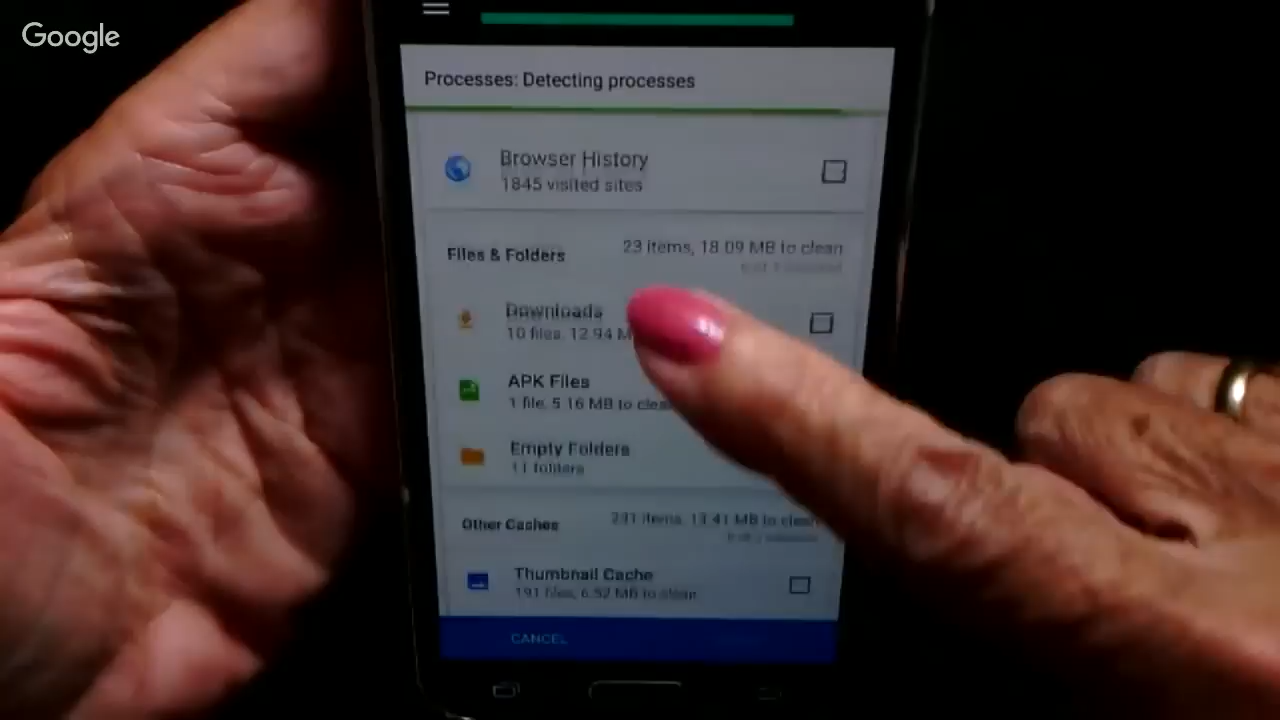 Google
Processes: Detecting processes
Browser History
1845 visited sites
Files & Folders
23 items, 18.09 MB to clean
Downloads
10 files, 12.94 M
APK Files
1 file, 5.16 MB to clean
Empty Folders
11 folders
Other Caches
231 items, 13.41 MB to clean
Thumbnail Cache
191 files, 6.52 MB to clean
CANCEL